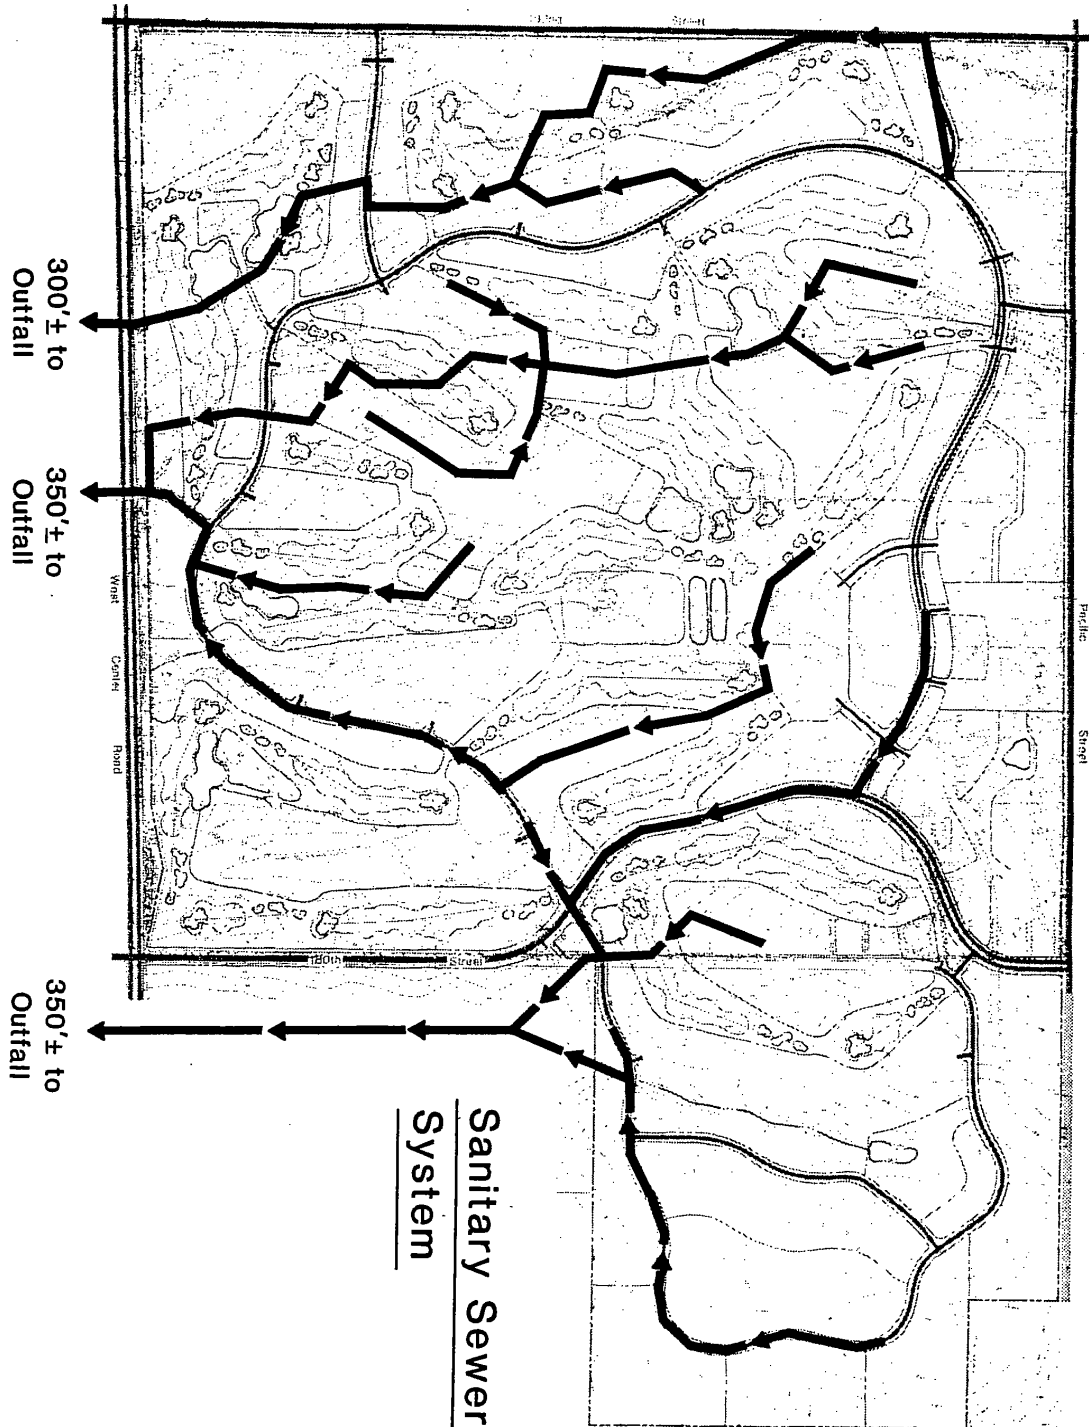 Street
300'± to
Outfall
350'± to
Outfall
West Center Road
Pacific Street
180th Street
350'± to
Outfall
Sanitary Sewer
System